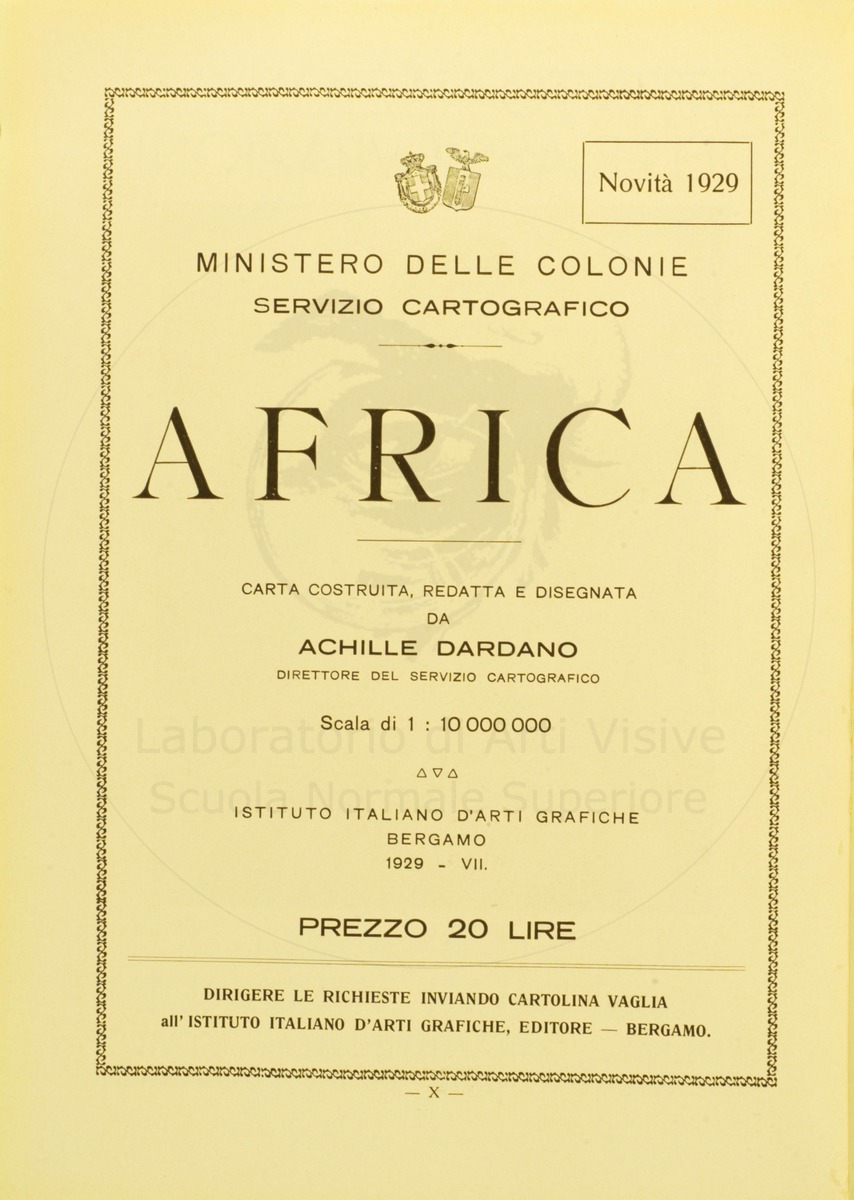 Novità 1929
MINISTERO DELLE COLONIE
SERVIZIO CARTOGRAFICO
AFRICA
CARTA COSTRUITA, REDATTA E DISEGNATA
DA
ACHILLE DARDANO
DIRETTORE DEL SERVIZIO CARTOGRAFICO
Scala di 1 : 10 000 000
Laboratorio di Arti Visive
Scuola Normale Superiore
ISTITUTO ITALIANO D'ARTI GRAFICHE
BERGAMO
1929 - VII.
PREZZO 20 LIRE
DIRIGERE LE RICHIESTE INVIANDO CARTOLINA VAGLIA
all' ISTITUTO ITALIANO D'ARTI GRAFICHE, EDITORE — BERGAMO.
— X —